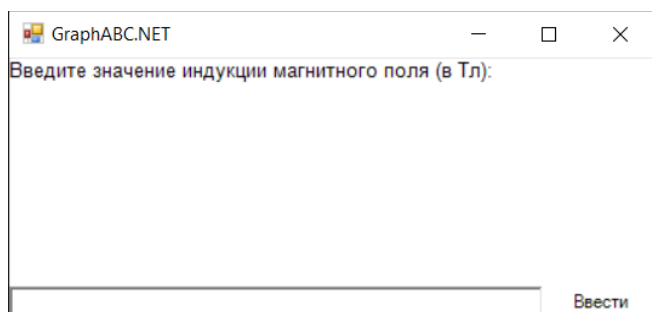 GraphABC.NET
Введите значение индукции магнитного поля (в Тл):
Ввести